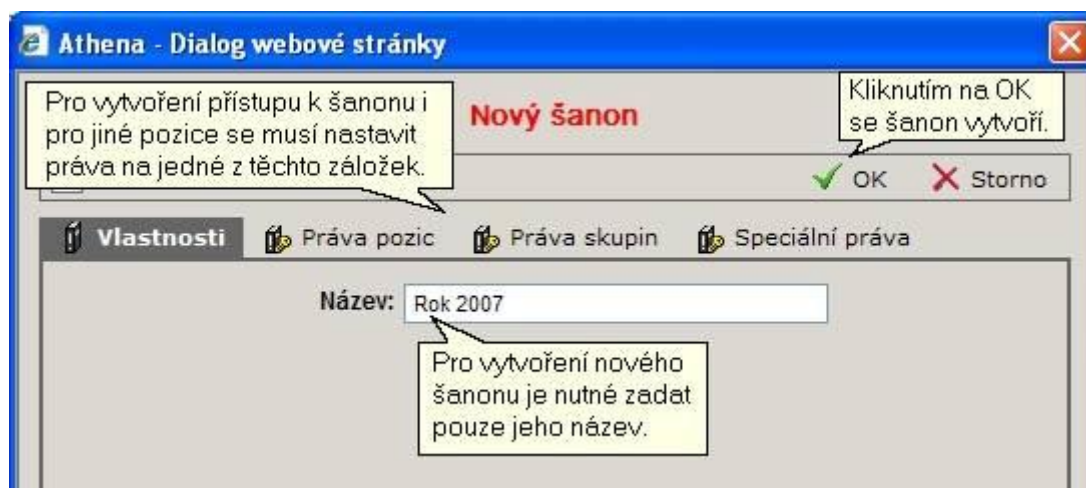 Athena - Dialog webové stránky
Pro vytvoření přístupu k šanonu i
pro jiné pozice se musí nastavit
práva na jedné z těchto záložek.
Nový šanon
Kliknutím na OK
se šanon vytvoří.
OK
Storno
Vlastnosti
Práva pozic
Práva skupin
Speciální práva
Název:
Rok 2007
Pro vytvoření nového
šanonu je nutné zadat
pouze jeho název.